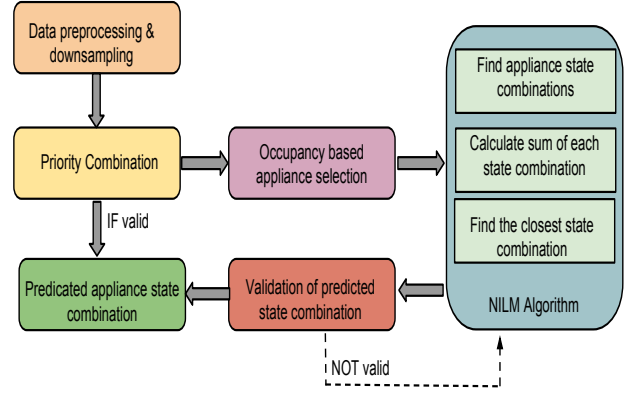 Data preprocessing &
downsampling
Priority Combination
Occupancy based
appliance selection
Find appliance state
combinations
Calculate sum of each
state combination
Find the closest state
combination
NILM Algorithm
IF valid
Predicated appliance state
combination
Validation of predicted
state combination
NOT valid